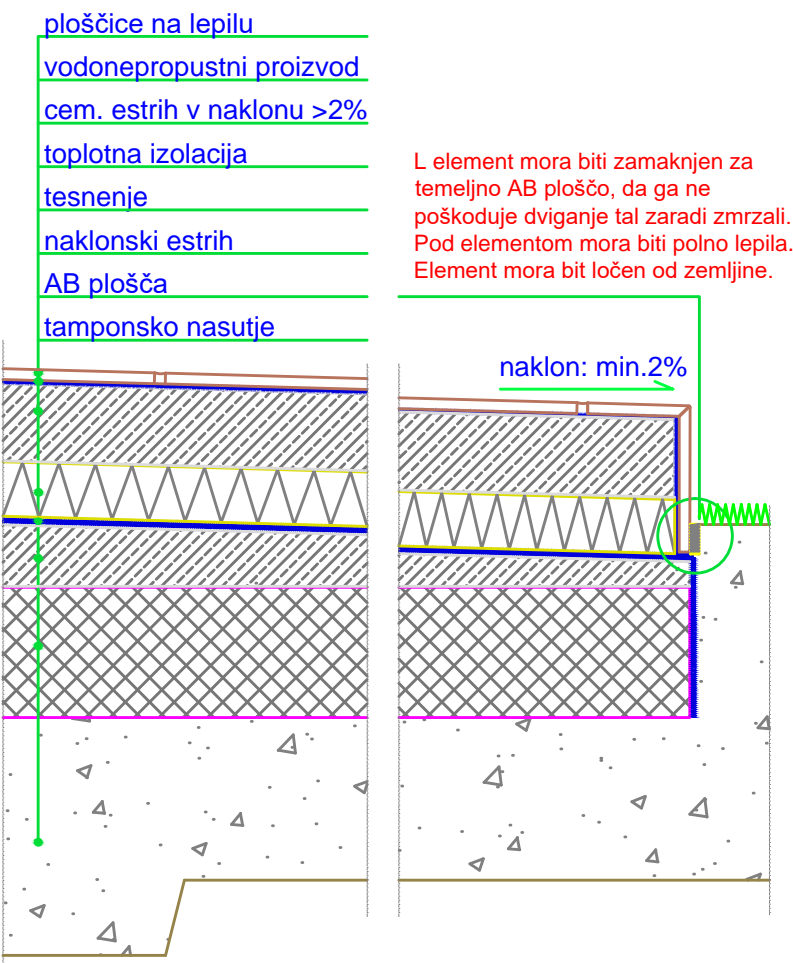 ploščice na lepilu
vodonepropustni proizvod
cem. estrih v naklonu >2%
toplotna izolacija
tesnenje
naklonski estrih
AB plošča
tamponsko nasutje
L element mora biti zamaknjen za
temeljno AB ploščo, da ga ne
poškoduje dviganje tal zaradi zmrzali.
Pod elementom mora biti polno lepila.
Element mora bit ločen od zemljine.
naklon: min.2%